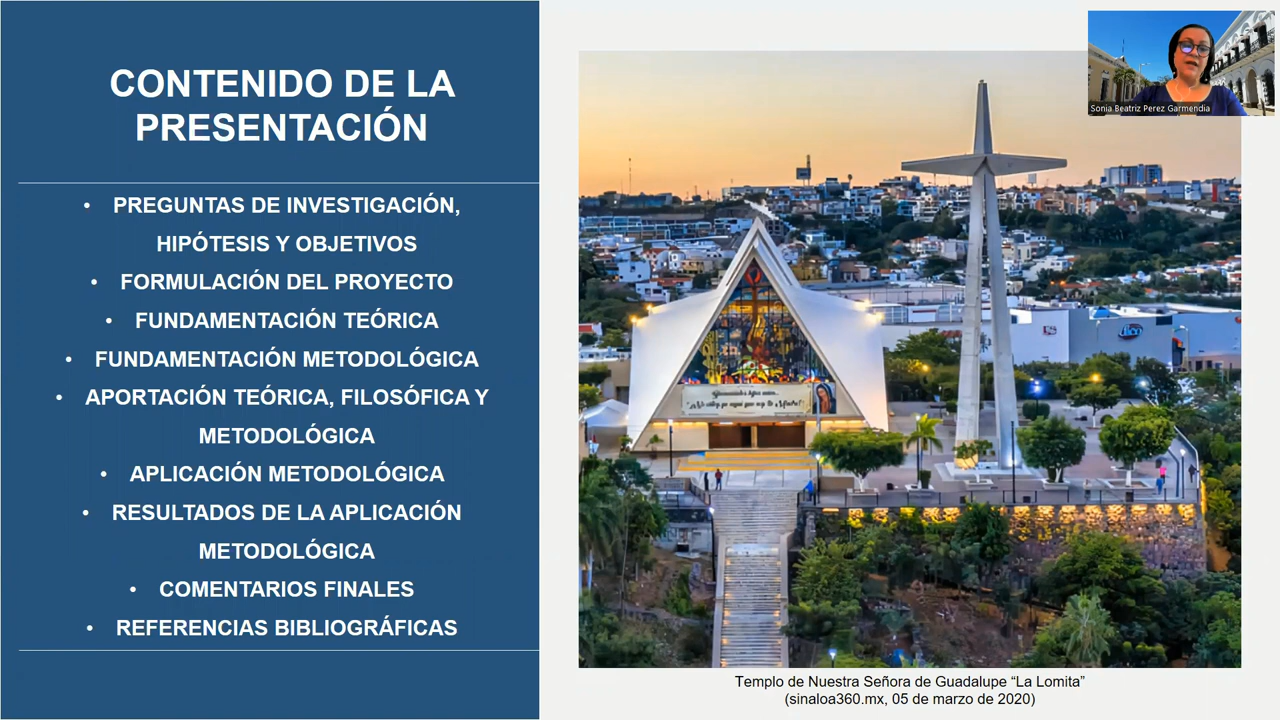 CONTENIDO DE LA
PRESENTACIÓN
• PREGUNTAS DE INVESTIGACIÓN,
HIPÓTESIS Y OBJETIVOS
• FORMULACIÓN DEL PROYECTO
• FUNDAMENTACIÓN TEÓRICA
• FUNDAMENTACIÓN METODOLÓGICA
• APORTACIÓN TEÓRICA, FILOSÓFICA Y
METODOLÓGICA
• APLICACIÓN METODOLÓGICA
• RESULTADOS DE LA APLICACIÓN
METODOLÓGICA
• COMENTARIOS FINALES
• REFERENCIAS BIBLIOGRÁFICAS
Sonia Beatriz Perez Garmendia
Templo de Nuestra Señora de Guadalupe “La Lomita”
(sinaloa360.mx, 05 de marzo de 2020)